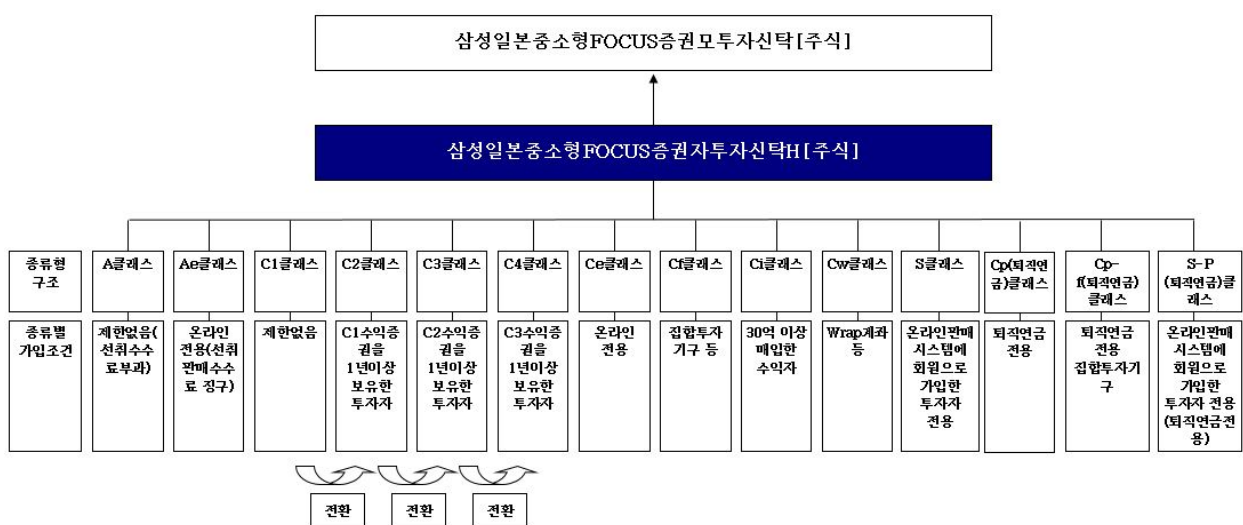 삼성일본중소형FOCUS증권모투자신탁[주식]
삼성일본중소형FOCUS증권자투자신탁H[주식]
종류형
구조
A클래스
Ae클래스
C1클래스
C2클래스
C3클래스
C4클래스
Ce클래스
Cf클래스
Ci클래스
Cw클래스
S클래스
Cp(퇴직연
금)클래스
Cp-
f(퇴직연금)
클래스
S-P
(퇴직연금)클
래스
종류별
가입조건
제한없음(
선취수수
료부과)
온라인
전용(선취
판매수수
료 징구)
제한없음
C1수익증
권을
1년이상
보유한
투자자
C2수익증
권을
1년이상
보유한
투자자
C3수익증
권을
1년이상
보유한
투자자
온라인
전용
집합투자
기구 등
30억 이상
매입한
수익자
Wrap계좌
등
온라인판매
시스템에
회원으로
가입한
투자자
전용
퇴직연금
전용
퇴직연금
전용
집합투자기
구
온라인판매
시스템에
회원으로
가입한
투자자 전용
(퇴직연금전
용)
전환
전환
전환